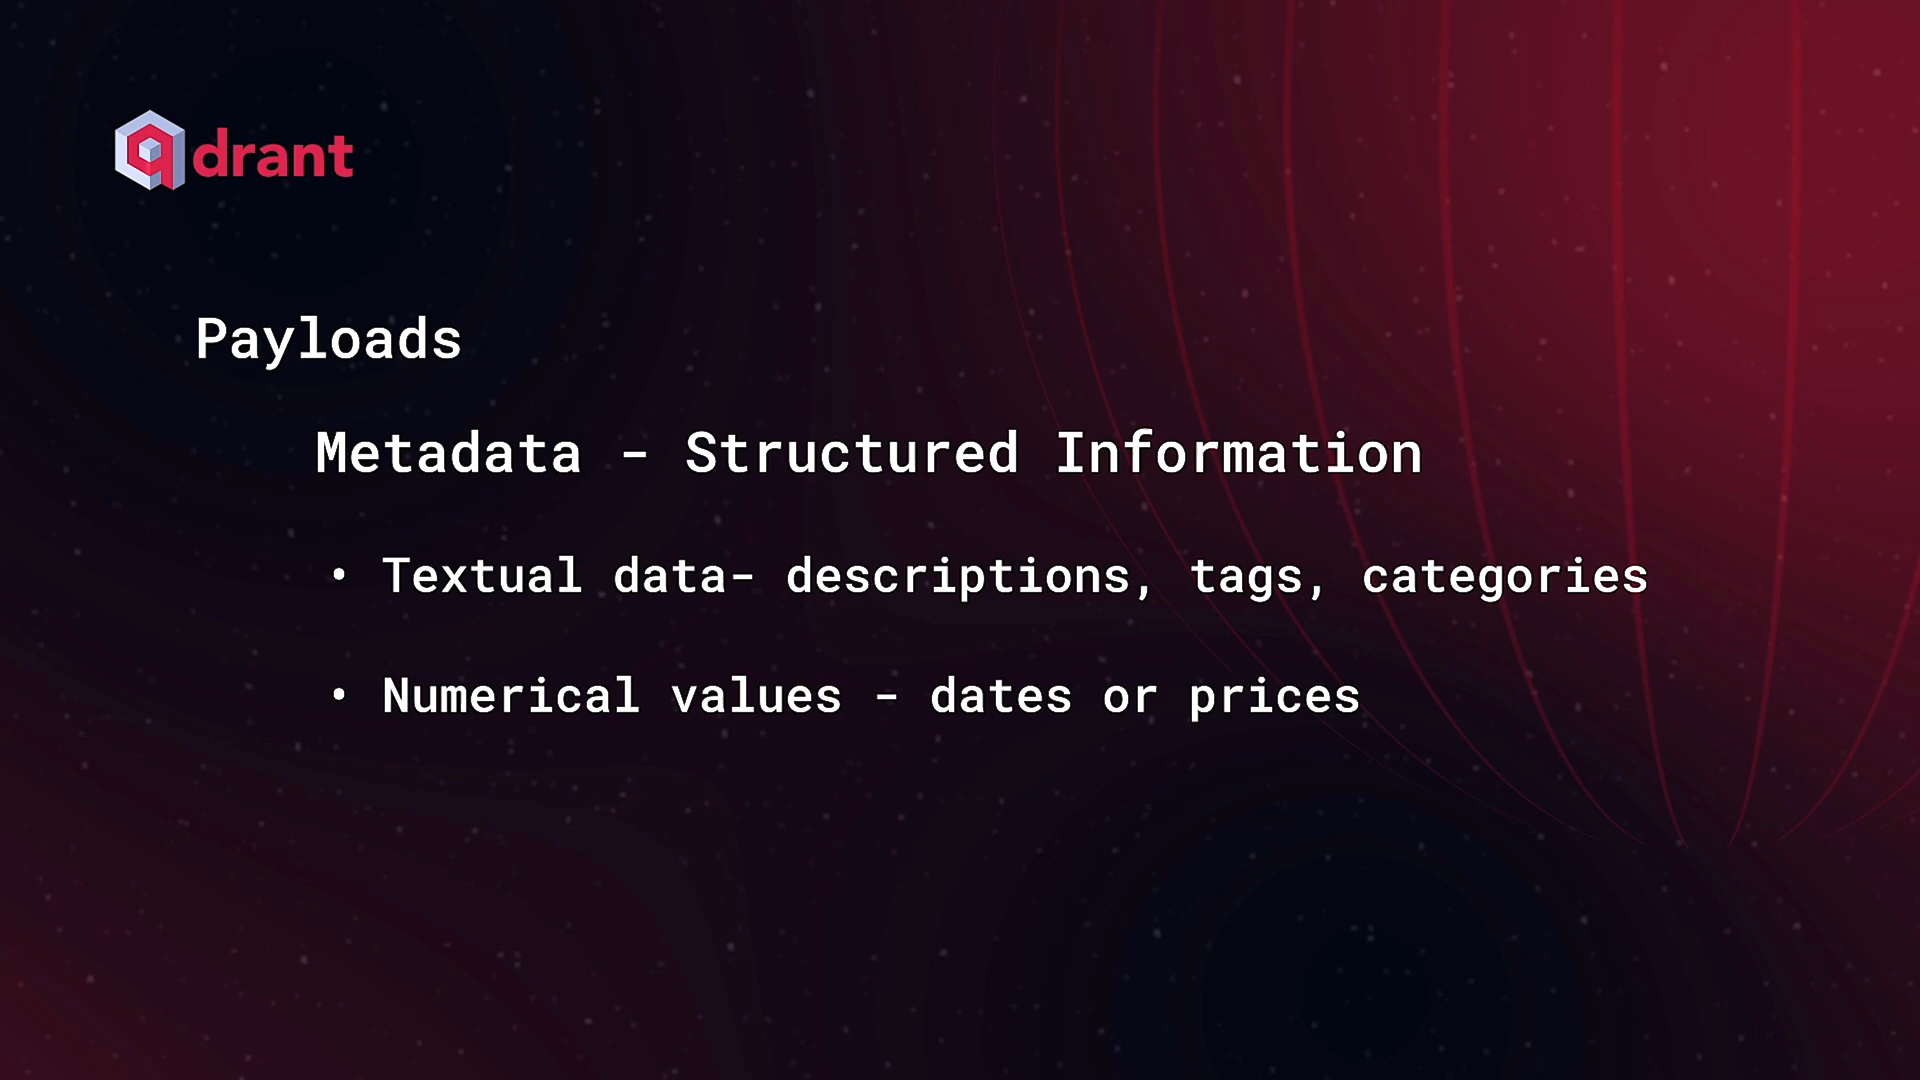 qdrant
Payloads
Metadata - Structured Information
• Textual data- descriptions, tags, categories
• Numerical values - dates or prices